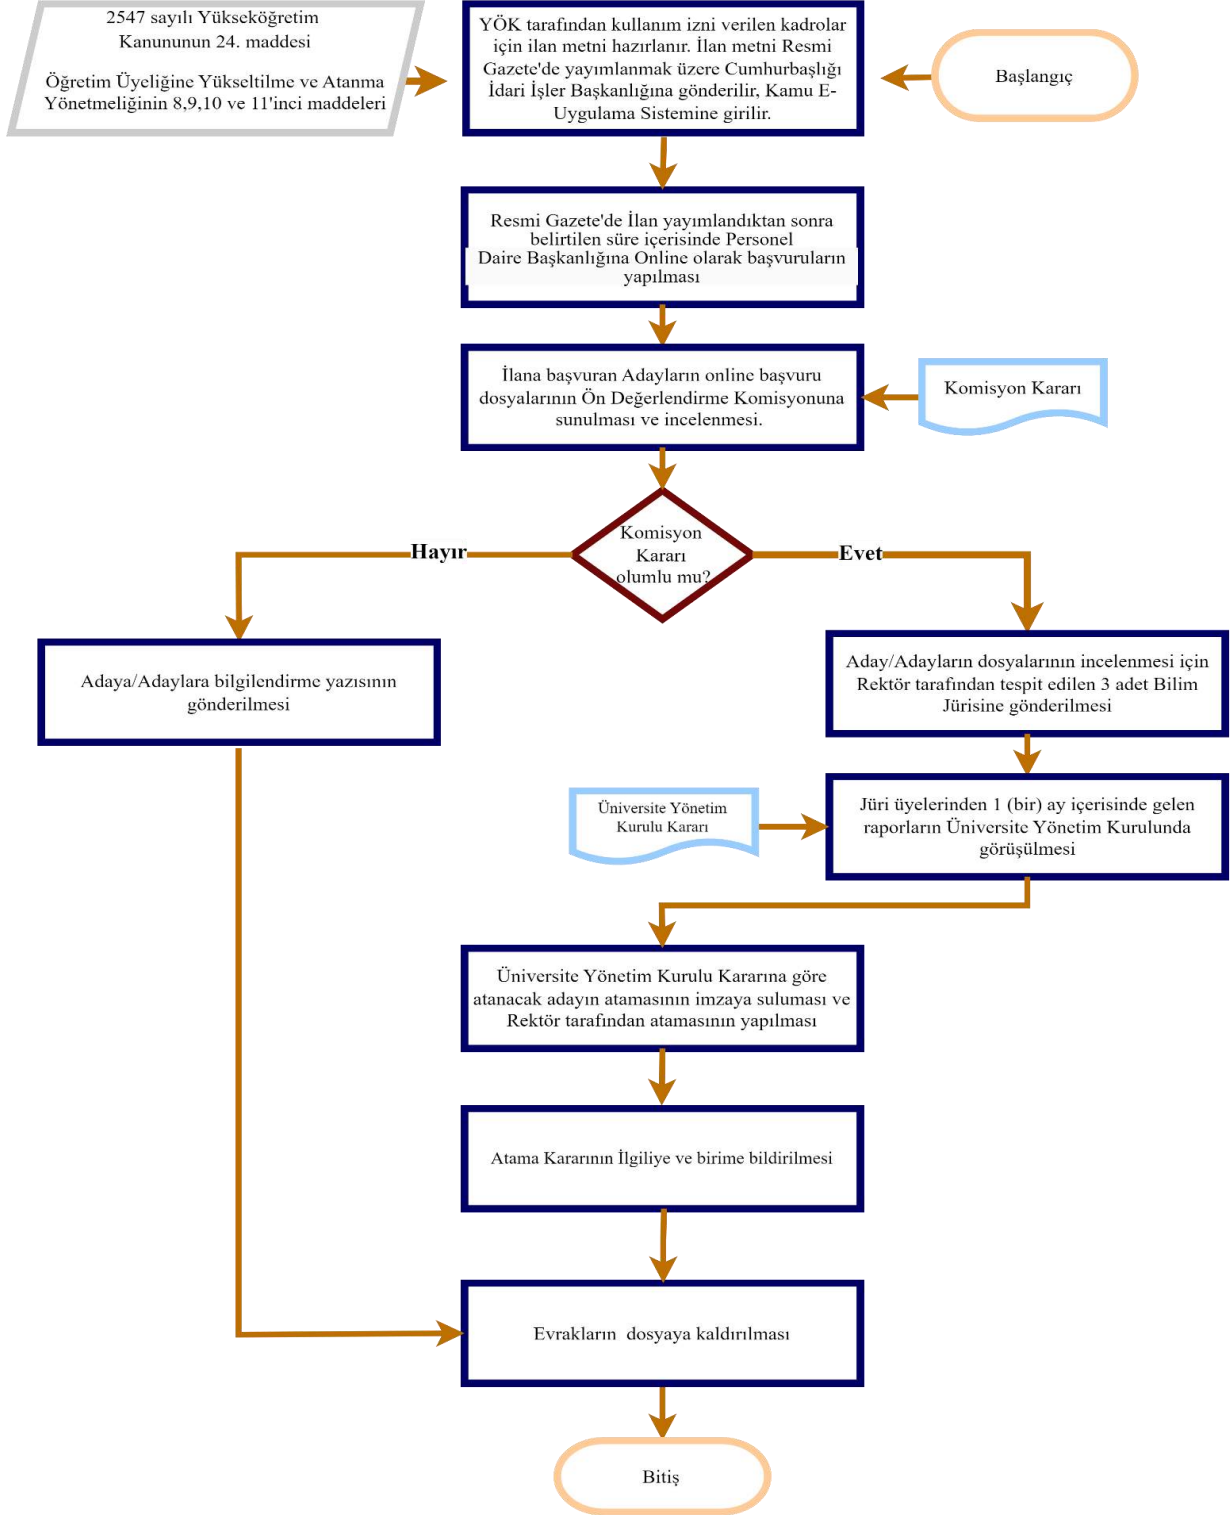 2547 sayılı Yükseköğretim
Kanununun 24. maddesi
Öğretim Üyeliğine Yükseltilme ve Atanma
Yönetmeliğinin 8,9,10 ve 11'inci maddeleri
YÖK tarafından kullanım izni verilen kadrolar
için ilan metni hazırlanır. İlan metni Resmi
Gazete'de yayımlanmak üzere Cumhurbaşlığı
İdari İşler Başkanlığına gönderilir, Kamu E-
Uygulama Sistemine girilir.
Başlangıç
Resmi Gazete'de İlan yayımlandıktan sonra
belirtilen süre içerisinde Personel
Daire Başkanlığına Online olarak başvuruların
yapılması
İlana başvuran Adayların online başvuru
dosyalarının Ön Değerlendirme Komisyonuna
sunulması ve incelenmesi.
Komisyon Kararı
Komisyon
Kararı
olumlu mu?
Hayır
Evet
Adaya/Adaylara bilgilendirme yazısının
gönderilmesi
Aday/Adayların dosyalarının incelenmesi için
Rektör tarafından tespit edilen 3 adet Bilim
Jürisine gönderilmesi
Üniversite Yönetim
Kurulu Kararı
Jüri üyelerinden 1 (bir) ay içerisinde gelen
raporların Üniversite Yönetim Kurulunda
görüşülmesi
Üniversite Yönetim Kurulu Kararına göre
atanacak adayın atamasının imzaya suluması ve
Rektör tarafından atamasının yapılması
Atama Kararının İlgiliye ve birime bildirilmesi
Evrakların dosyaya kaldırılması
Bitiş